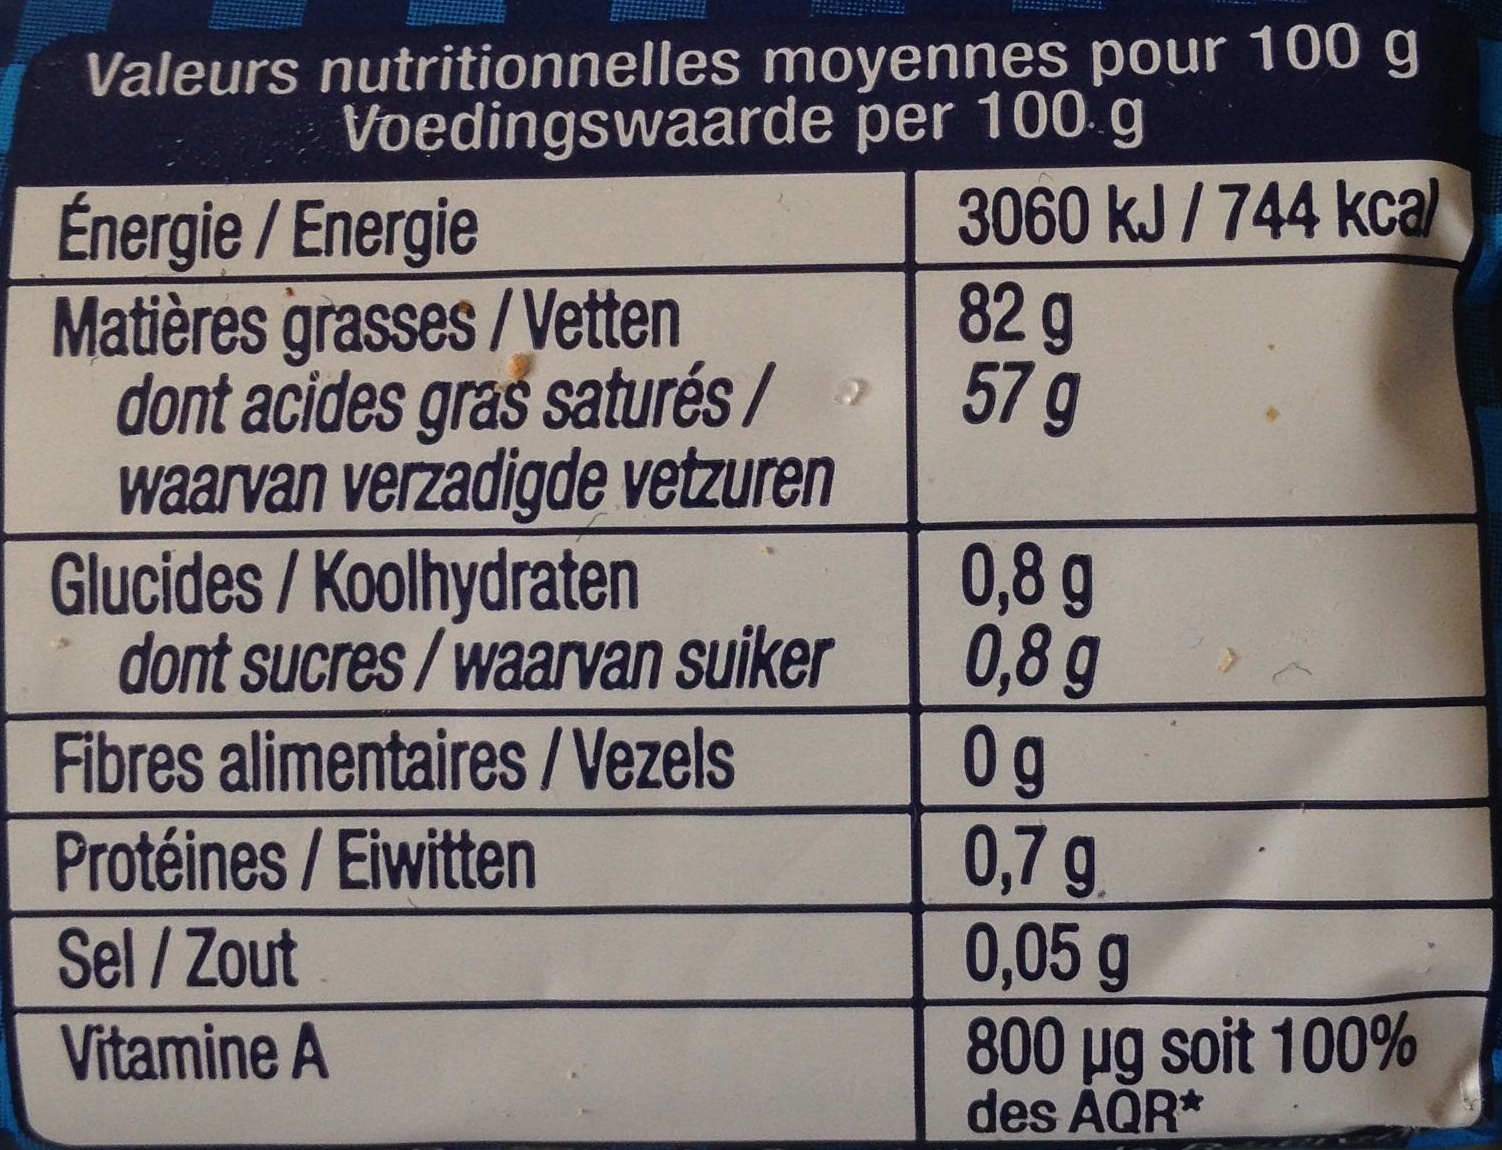 Valeurs nutritionnelles moyennes pour 100 g
Voedingswaarde per 100 g
Énergie / Energie 3060 kJ / 744 kcal
Matières grasses / Vetten 82 g
dont acides gras saturés / 57 g
waarvan verzadigde vetzuren
Glucides / Koolhydraten 0,8 g
dont sucres / waarvan suiker 0,8 g
Fibres alimentaires / Vezels 0 g
Protéines / Eiwitten 0,7 g
Sel / Zout 0,05 g
Vitamine A 800 µg soit 100%
des AQR*